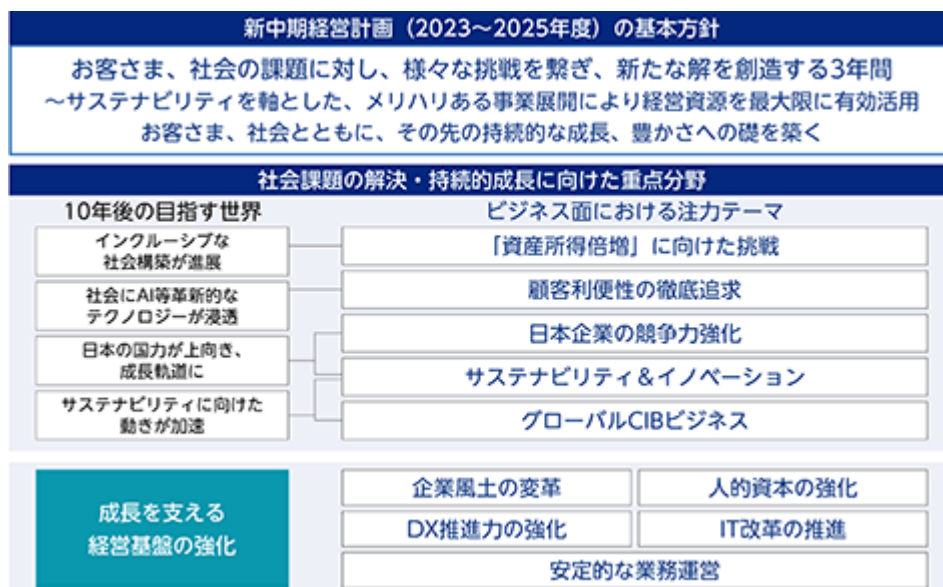 新中期経営計画（2023～2025年度）の基本方針
お客さま、社会の課題に対し、様々な挑戦を繋ぎ、新たな解を創造する3年間
～サステナビリティを軸とした、メリハリある事業展開により経営資源を最大限に有効活用
お客さま、社会とともに、その先の持続的な成長、豊かさへの礎を築く
社会課題の解決・持続的成長に向けた重点分野
10年後の目指す世界
インクルーシブな
社会構築が進展
社会にAI等革新的な
テクノロジーが浸透
日本の国力が上向き、
成長軌道に
サステナビリティに向けた
動きが加速
ビジネス面における注力テーマ
「資産所得倍増」に向けた挑戦
顧客利便性の徹底追求
日本企業の競争力強化
サステナビリティ＆イノベーション
グローバルCIBビジネス
成長を支える
経営基盤の強化
企業風土の変革
人的資本の強化
DX推進力の強化
IT改革の推進
安定的な業務運営